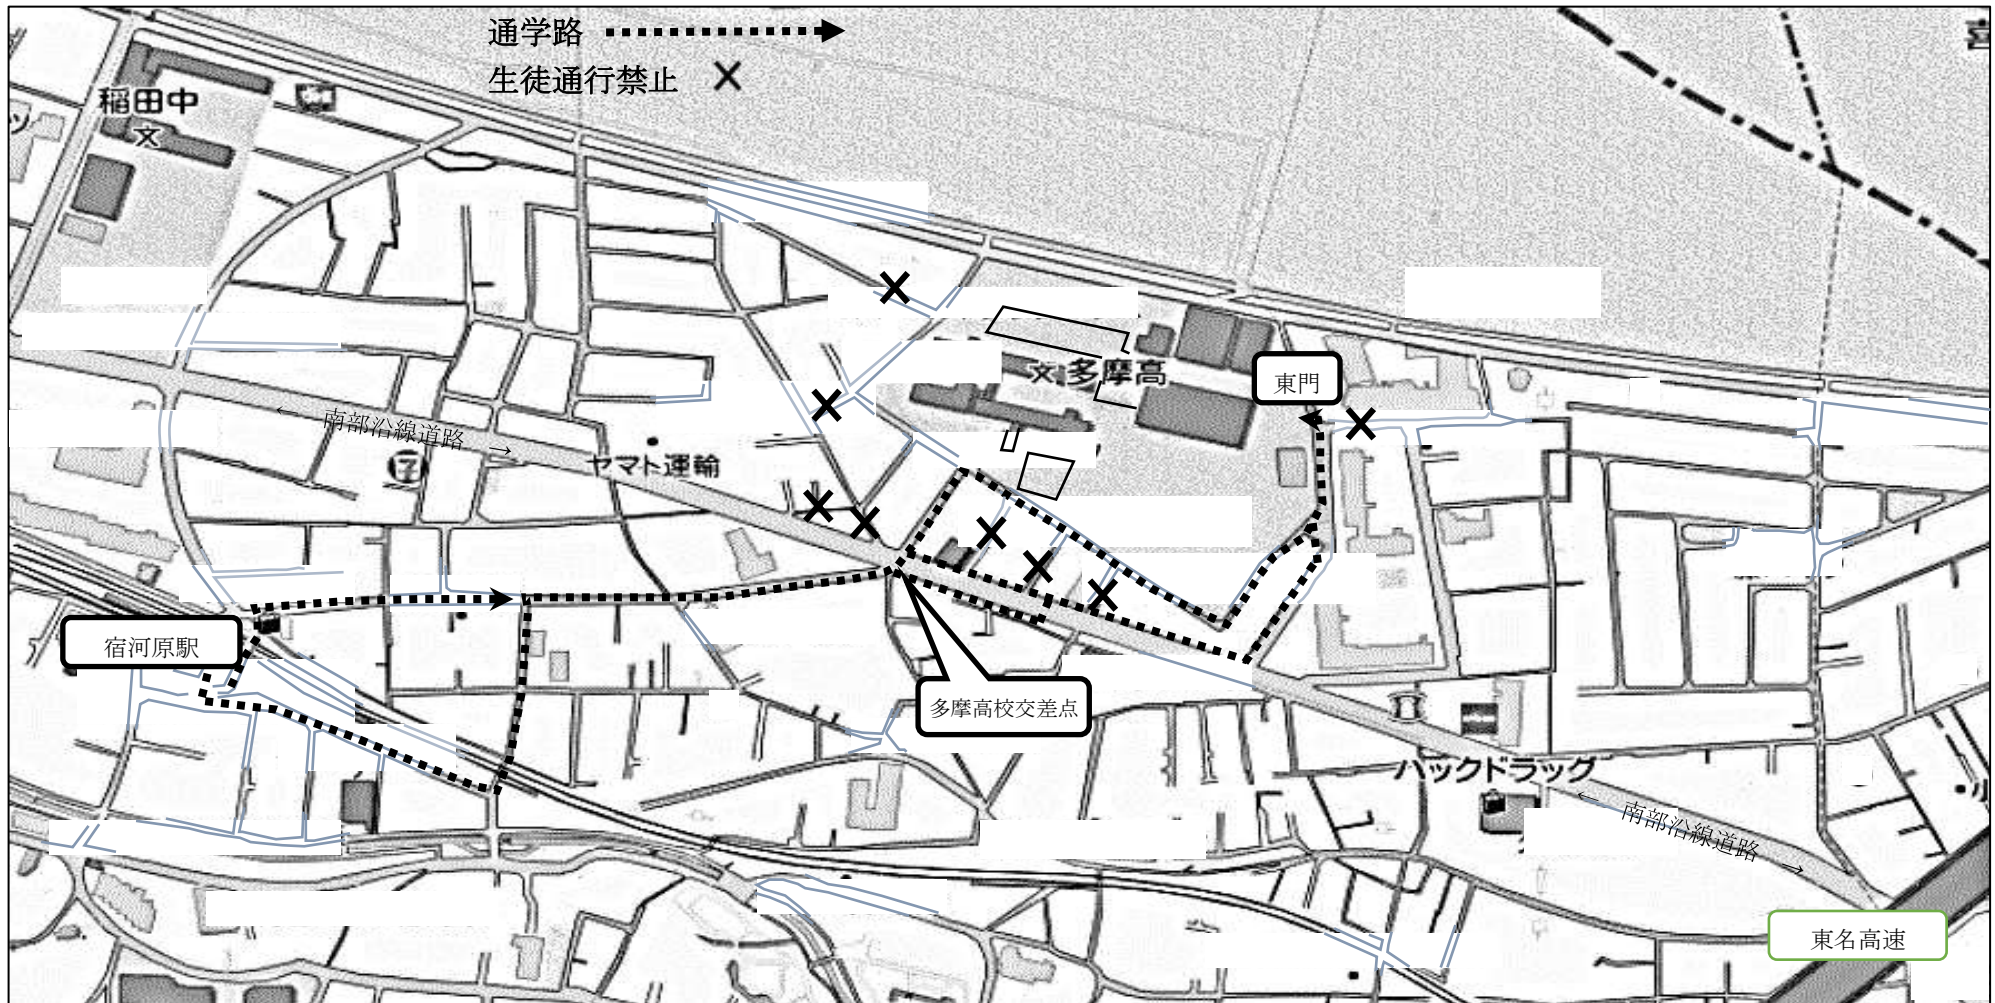 通学路
生徒通行禁止
稲田中
文
文 多摩高
東門
← 南部沿線道路 →
ヤマト運輸
宿河原駅
多摩高校交差点
ハックドラッグ
← 南部沿線道路 →
東名高速